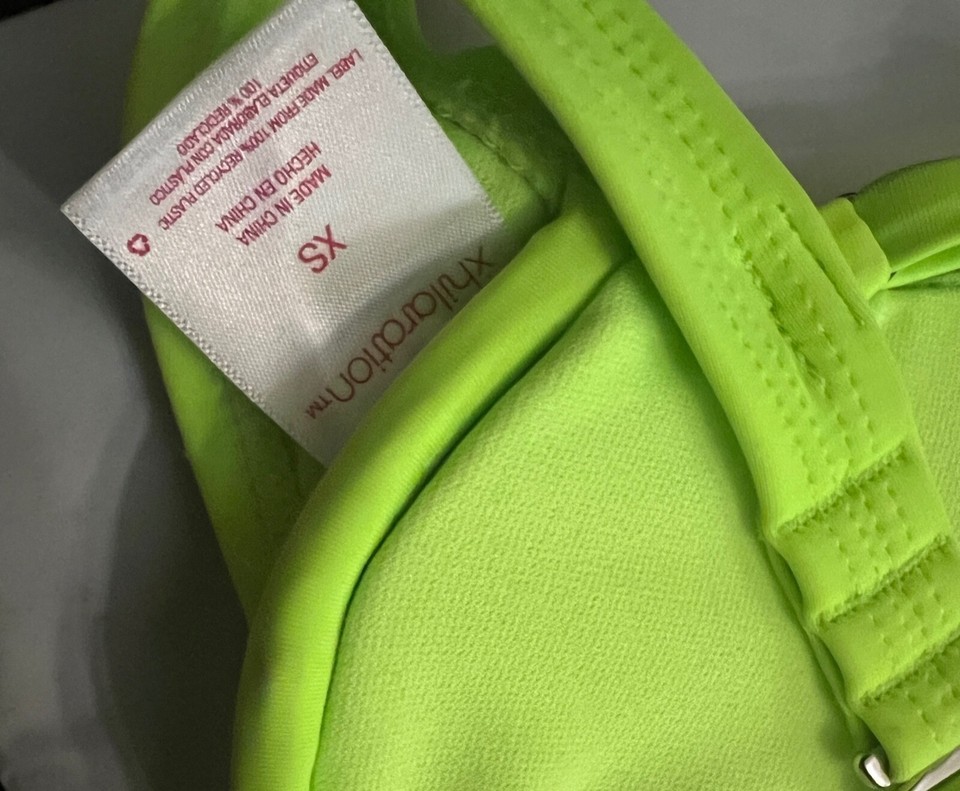 xhilaration™
XS
MADE IN CHINA
HECHO EN CHINA
LABEL MADE FROM 100% RECYCLED PLASTIC
ETIQUETA ELABORADA CON PLASTICO
100 % RECICLADO